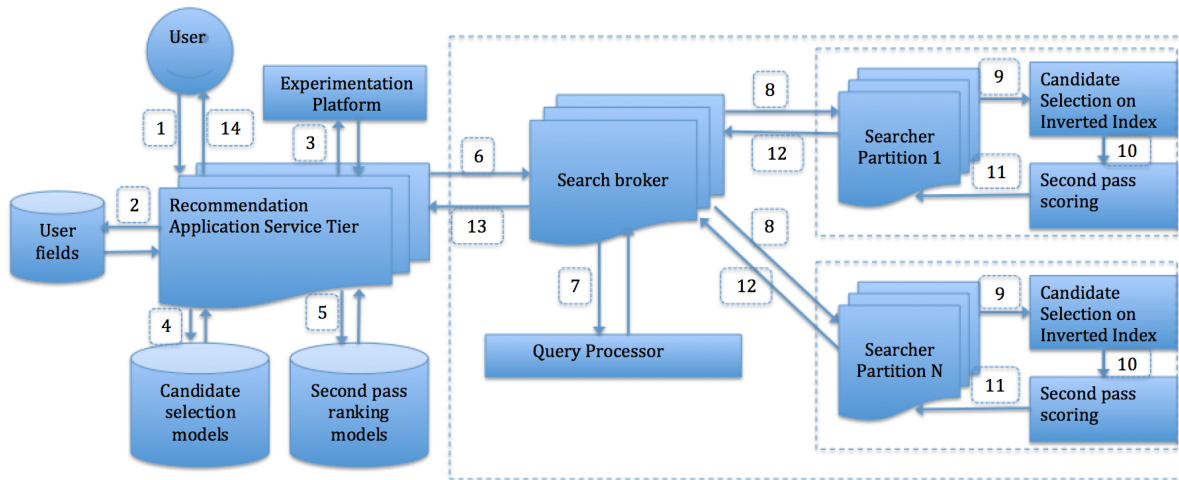 User
Experimentation
Platform
1
14
3
2
Recommendation
Application Service Tier
User
fields
4
5
Candidate
selection
models
Second pass
ranking
models
6
13
Search broker
7
Query Processor
8
12
8
12
Searcher
Partition 1
9
Candidate
Selection on
Inverted Index
10
11
Second pass
scoring
Searcher
Partition N
9
Candidate
Selection on
Inverted Index
10
11
Second pass
scoring